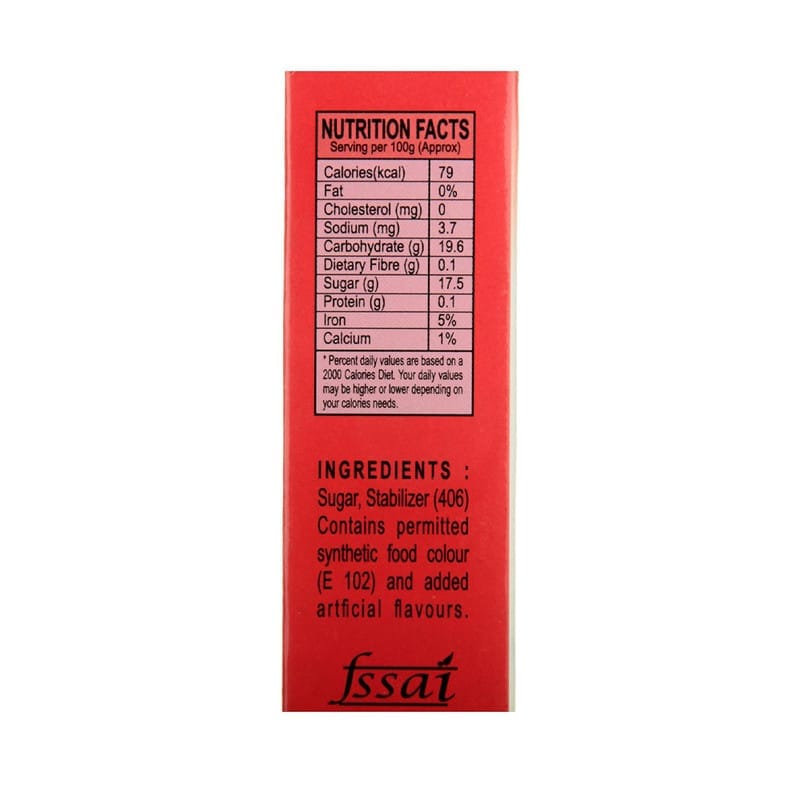 NUTRITION FACTS
Serving per 100g (Approx)
Calories(kcal) 79
Fat 0%
Cholesterol (mg) 0
Sodium (mg) 3.7
Carbohydrate (g) 19.6
Dietary Fibre (g) 0.1
Sugar (g) 17.5
Protein (g) 0.1
Iron 5%
Calcium 1%
* Percent daily values are based on a
2000 Calories Diet. Your daily values
may be higher or lower depending on
your calories needs.
INGREDIENTS :
Sugar, Stabilizer (406)
Contains permitted
synthetic food colour
(E 102) and added
artficial flavours.
fssai